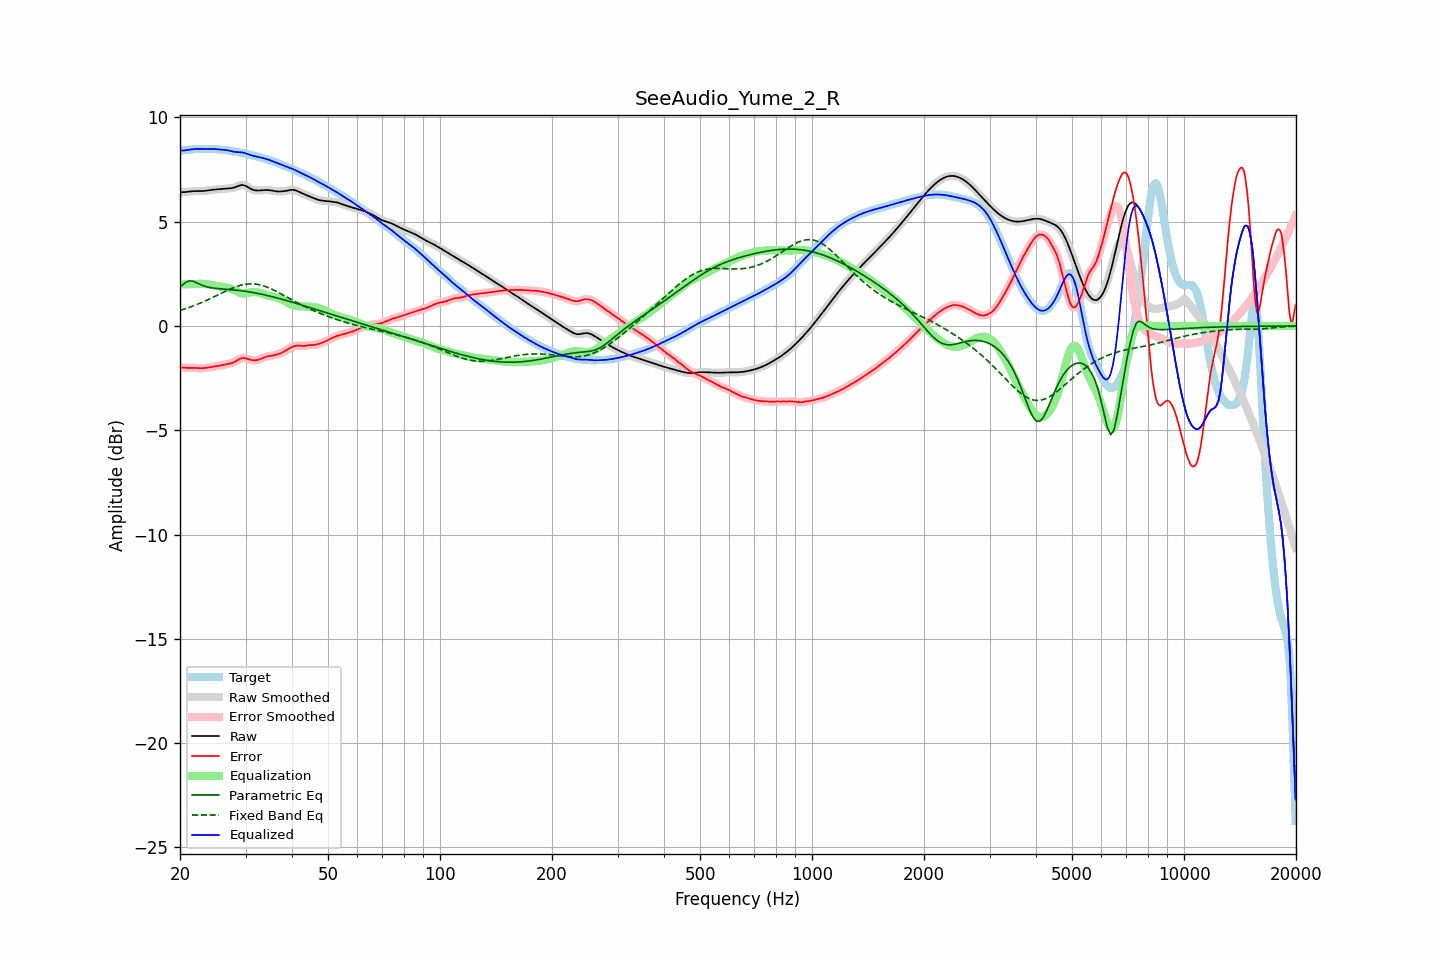 SeeAudio_Yume_2_R
10
5
0
−5
−10
−15
−20
−25
Amplitude (dBr)
Target
Raw Smoothed
Error Smoothed
Raw
Error
Equalization
Parametric Eq
Fixed Band Eq
Equalized
20 50 100 200 500 1000 2000 5000 10000 20000
Frequency (Hz)